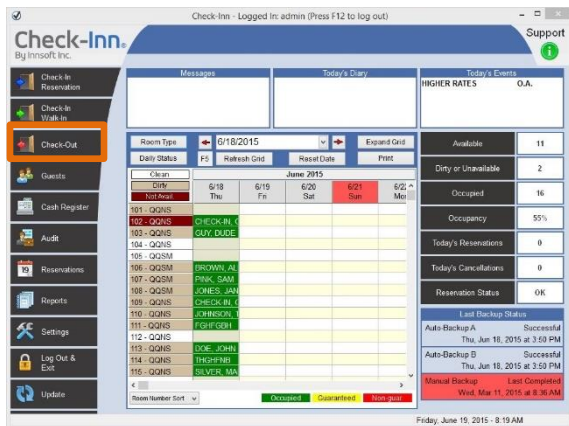 Check-Inn - Logged In: admin (Press F12 to log out)
Check-Inn®
By Innsoft Inc.
Support
Check-In
Reservation
Check-In
Walk-In
Check-Out
Guests
Cash Register
Audit
19
Reservations
Reports
Settings
Log Out &
Exit
Update
Messages
Today's Diary
Today's Events
HIGHER RATES O.A.
Room Type
6/18/2015
Expand Grid
Daily Status
F5
Refresh Grid
Reset Date
Print
Clean
Dirty
Not Avail
June 2015
6/18 6/19 6/20 6/21 6/22
Thu Fri Sat Sun Mon
101 - QQNS
102 - QQNS CHECK-IN, C
103 - QQNS GUY, DUDE
104 - QQNS
105 - QQSM
106 - QQSM BROWN, AL
107 - QQSM PINK, SAM
108 - QQSM JONES, JAN
109 - QQNS CHECK-IN, C
110 - QQNS JOHNSON, T
111 - QQNS FGHFGBH
112 - QQNS
113 - QQNS DOE, JOHN
114 - QQNS THGHFNB
115 - QQNS SILVER, MA
Room Number Sort
Occupied
Guaranteed
Non-guar
Available 11
Dirty or Unavailable 2
Occupied 16
Occupancy 55%
Today's Reservations 0
Today's Cancellations 0
Reservation Status OK
Last Backup Status
Auto-Backup A Successful
Thu, Jun 18, 2015 at 3:50 PM
Auto-Backup B Successful
Thu, Jun 18, 2015 at 3:50 PM
Manual Backup Last Completed
Wed, Mar 11, 2015 at 8:36 AM
Friday, June 19, 2015 - 8:19 AM